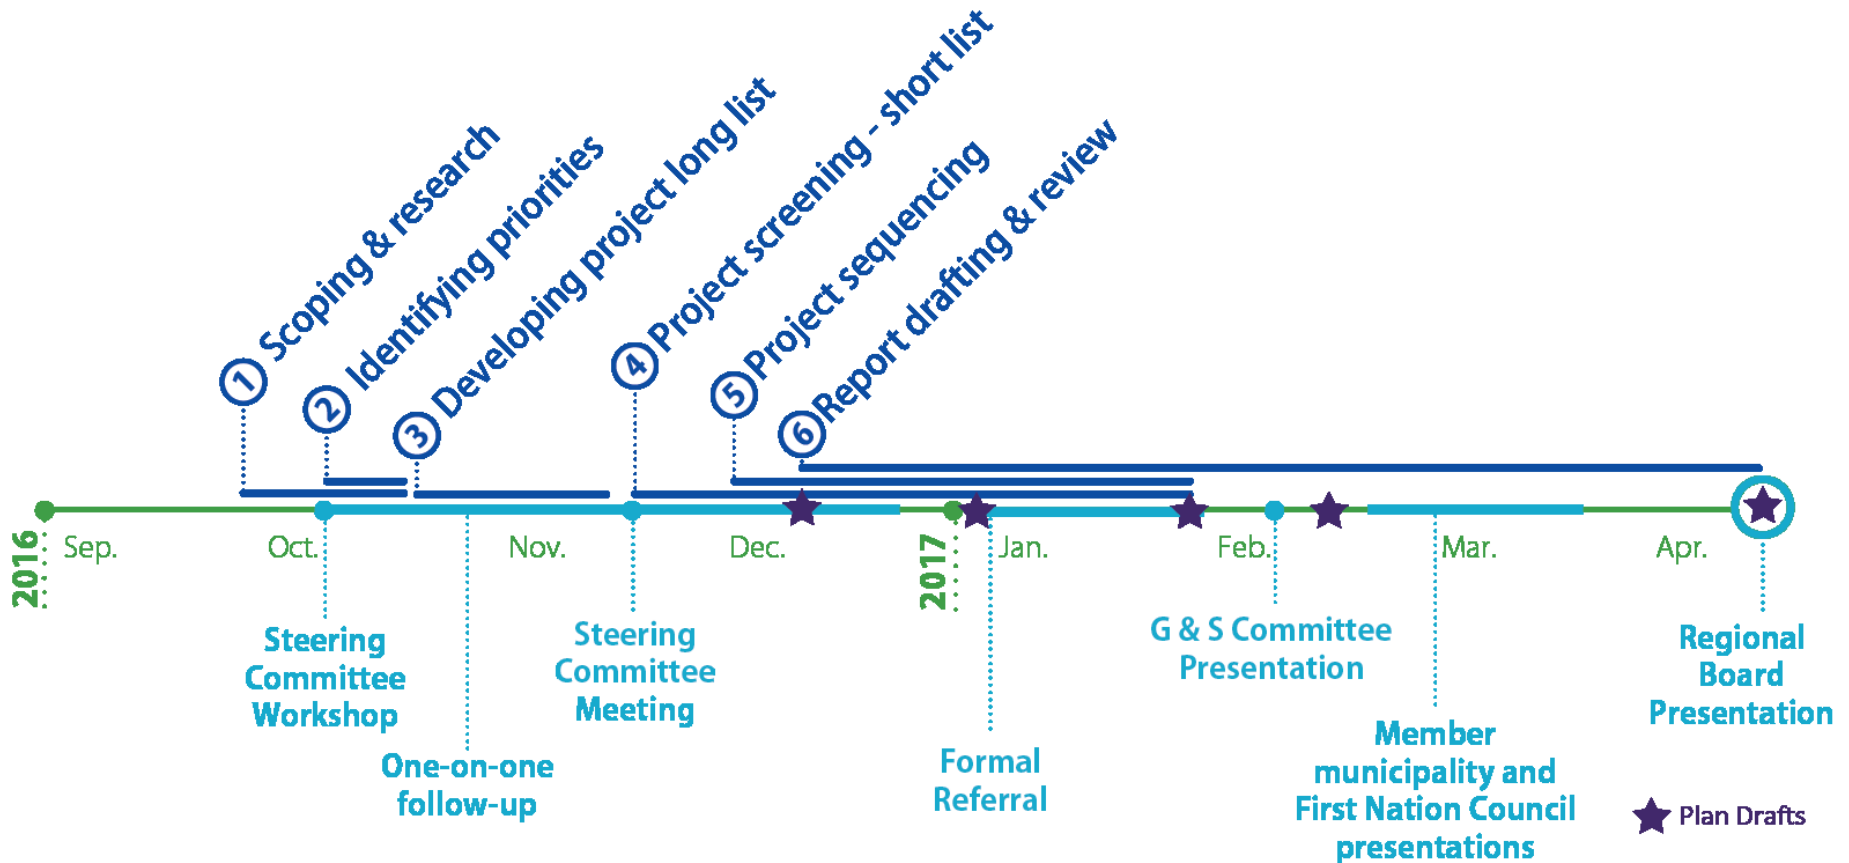 1 Scoping & research
2 Identifying priorities
3 Developing project long list
4 Project screening - short list
5 Project sequencing
6 Report drafting & review
2016
Sep.
Oct.
Nov.
Dec.
2017
Jan.
Feb.
Mar.
Apr.
Steering
Committee
Workshop
One-on-one
follow-up
Steering
Committee
Meeting
Formal
Referral
G & S Committee
Presentation
Member
municipality and
First Nation Council
presentations
Regional
Board
Presentation
Plan Drafts